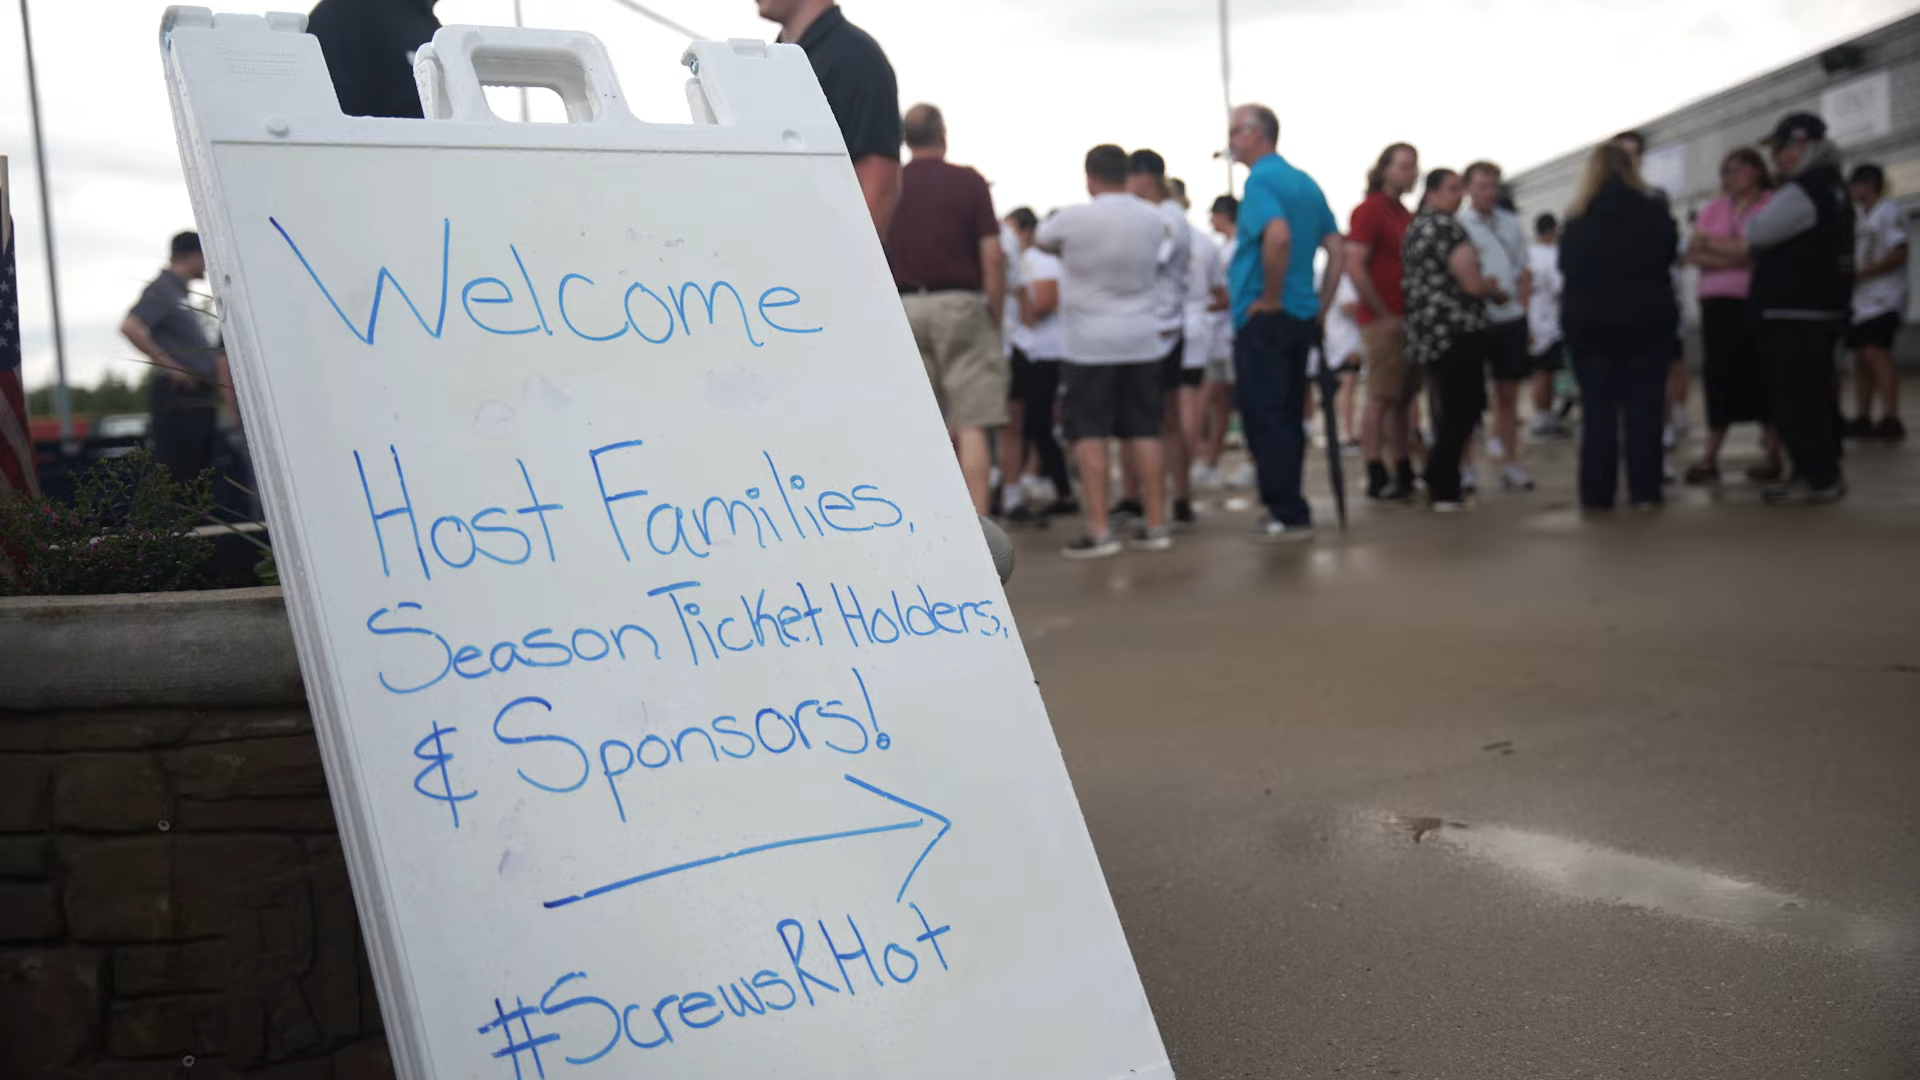 Welcome
Host Families,
Season Ticket Holders,
& Sponsors!
#ScrewsRHot